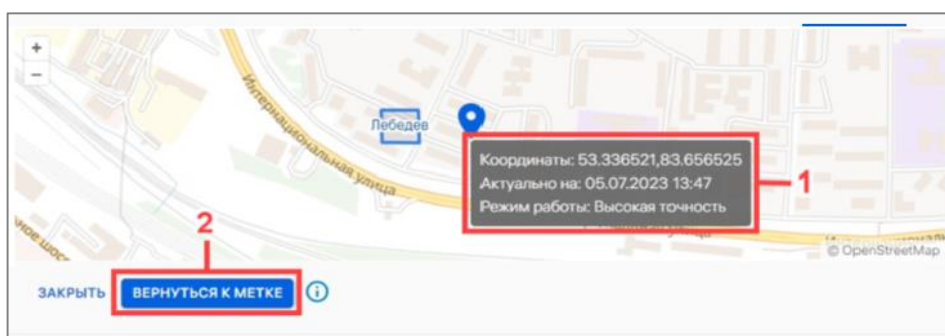 +
−
Интернациональная улица
Лебедев
Координаты: 53.336521,83.656525
Актуально на: 05.07.2023 13:47
Режим работы: Высокая точность
1
2
© OpenStreetMap
ЗАКРЫТЬ
ВЕРНУТЬСЯ К МЕТКЕ
i